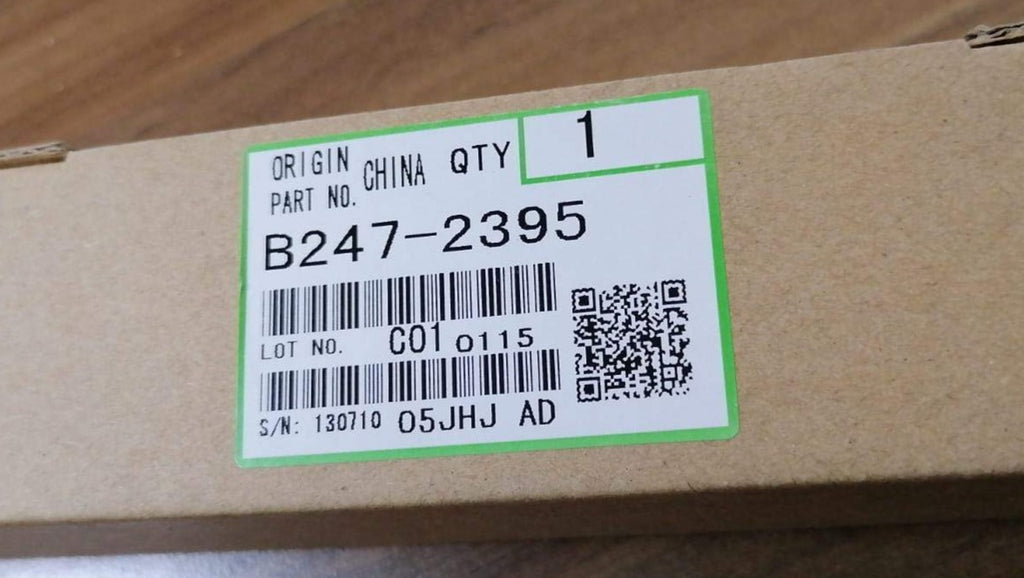 ORIGIN CHINA QTY 1
PART NO.
B247-2395
LOT NO. C01 0115
S/N: 130710 05JHJ AD